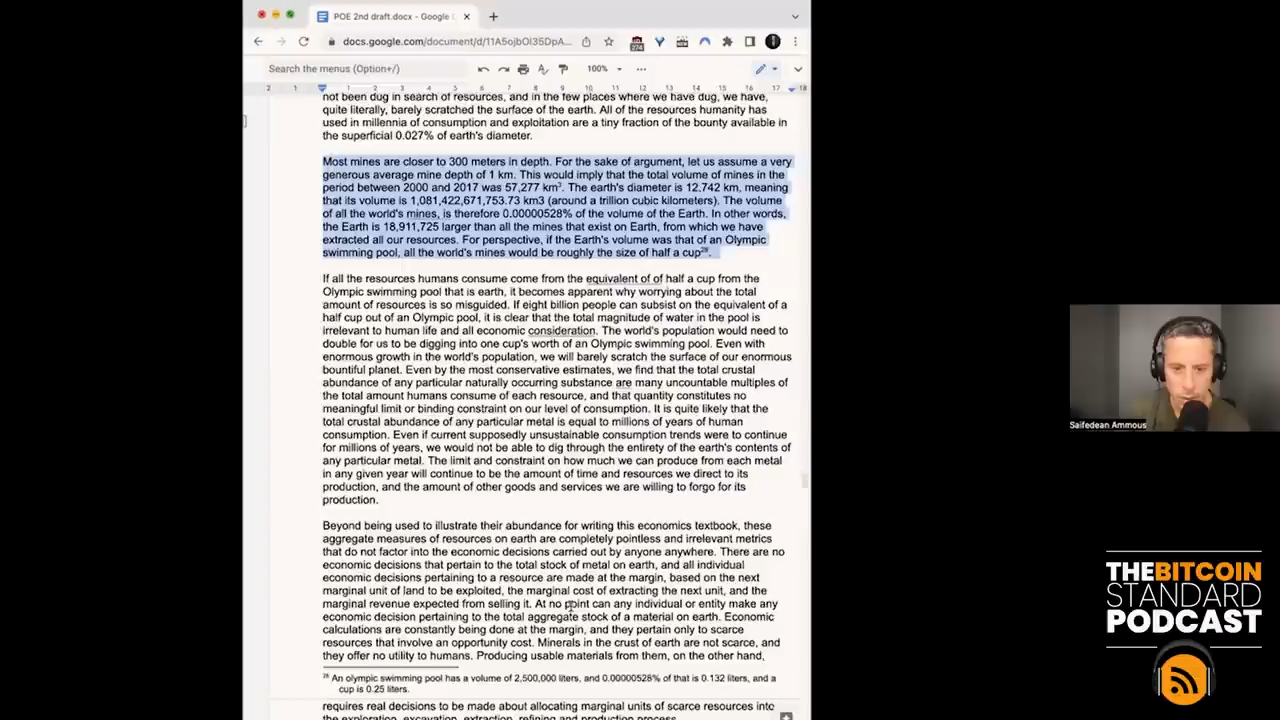 POE 2nd draft.docx - Google
docs.google.com/document/d/11A5ojbOl35DpA...
274
Search the menus (Option+/)
100%
2 1 1 2 3 4 5 6 7 8 9 10 11 12 13 14 15 16 17 18
not been dug in search of resources, and in the few places where we have dug, we have,
quite literally, barely scratched the surface of the earth. All of the resources humanity has
used in millennia of consumption and exploitation are a tiny fraction of the bounty available in
the superficial 0.027% of earth's diameter.
Most mines are closer to 300 meters in depth. For the sake of argument, let us assume a very
generous average mine depth of 1 km. This would imply that the total volume of mines in the
period between 2000 and 2017 was 57,277 km³. The earth's diameter is 12,742 km, meaning
that its volume is 1,081,422,671,753.73 km3 (around a trillion cubic kilometers). The volume
of all the world's mines, is therefore 0.00000528% of the volume of the Earth. In other words,
the Earth is 18,911,725 larger than all the mines that exist on Earth, from which we have
extracted all our resources. For perspective, if the Earth's volume was that of an Olympic
swimming pool, all the world's mines would be roughly the size of half a cup²⁸.
If all the resources humans consume come from the equivalent of of half a cup from the
Olympic swimming pool that is earth, it becomes apparent why worrying about the total
amount of resources is so misguided. If eight billion people can subsist on the equivalent of a
half cup out of an Olympic pool, it is clear that the total magnitude of water in the pool is
irrelevant to human life and all economic consideration. The world's population would need to
double for us to be digging into one cup's worth of an Olympic swimming pool. Even with
enormous growth in the world's population, we will barely scratch the surface of our enormous
bountiful planet. Even by the most conservative estimates, we find that the total crustal
abundance of any particular naturally occurring substance are many uncountable multiples of
the total amount humans consume of each resource, and that quantity constitutes no
meaningful limit or binding constraint on our level of consumption. It is quite likely that the
total crustal abundance of any particular metal is equal to millions of years of human
consumption. Even if current supposedly unsustainable consumption trends were to continue
for millions of years, we would not be able to dig through the entirety of the earth's contents of
any particular metal. The limit and constraint on how much we can produce from each metal
in any given year will continue to be the amount of time and resources we direct to its
production, and the amount of other goods and services we are willing to forgo for its
production.
Beyond being used to illustrate their abundance for writing this economics textbook, these
aggregate measures of resources on earth are completely pointless and irrelevant metrics
that do not factor into the economic decisions carried out by anyone anywhere. There are no
economic decisions that pertain to the total stock of metal on earth, and all individual
economic decisions pertaining to a resource are made at the margin, based on the next
marginal unit of land to be exploited, the marginal cost of extracting the next unit, and the
marginal revenue expected from selling it. At no point can any individual or entity make any
economic decision pertaining to the total aggregate stock of a material on earth. Economic
calculations are constantly being done at the margin, and they pertain only to scarce
resources that involve an opportunity cost. Minerals in the crust of earth are not scarce, and
they offer no utility to humans. Producing usable materials from them, on the other hand,
²⁸ An olympic swimming pool has a volume of 2,500,000 liters, and 0.00000528% of that is 0.132 liters, and a
cup is 0.25 liters.
requires real decisions to be made about allocating marginal units of scarce resources into
the exploration, excavation, extraction, refining and production process.
Saifedean Ammous
THE BITCOIN
STANDARD
PODCAST